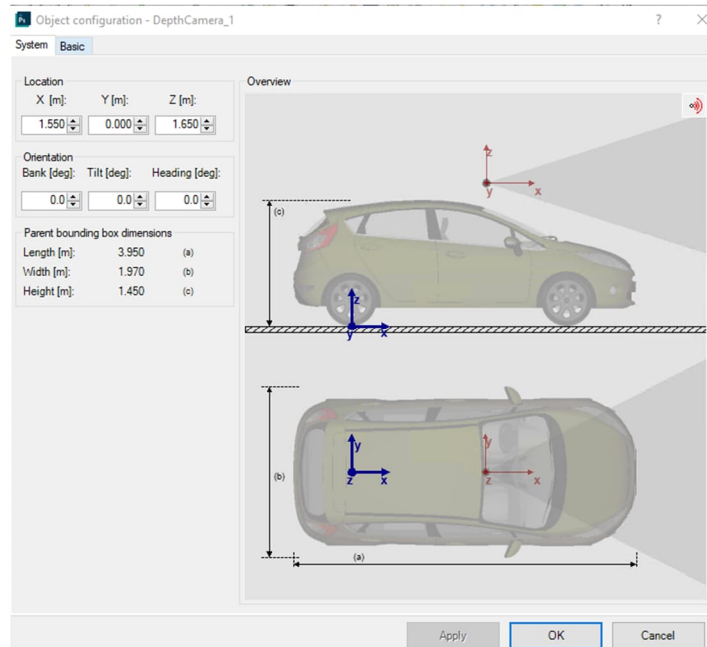 Ps Object configuration - DepthCamera_1 ? X
System Basic
Location
X [m]: Y [m]: Z [m]:
1.550 0.000 1.650
Orientation
Bank [deg]: Tilt [deg]: Heading [deg]:
0.0 0.0 0.0
Parent bounding box dimensions
Length [m]: 3.950 (a)
Width [m]: 1.970 (b)
Height [m]: 1.450 (c)
Overview
z
x
y
(c)
z
y x
y
z x
y
z x
(b)
(a)
Apply OK Cancel